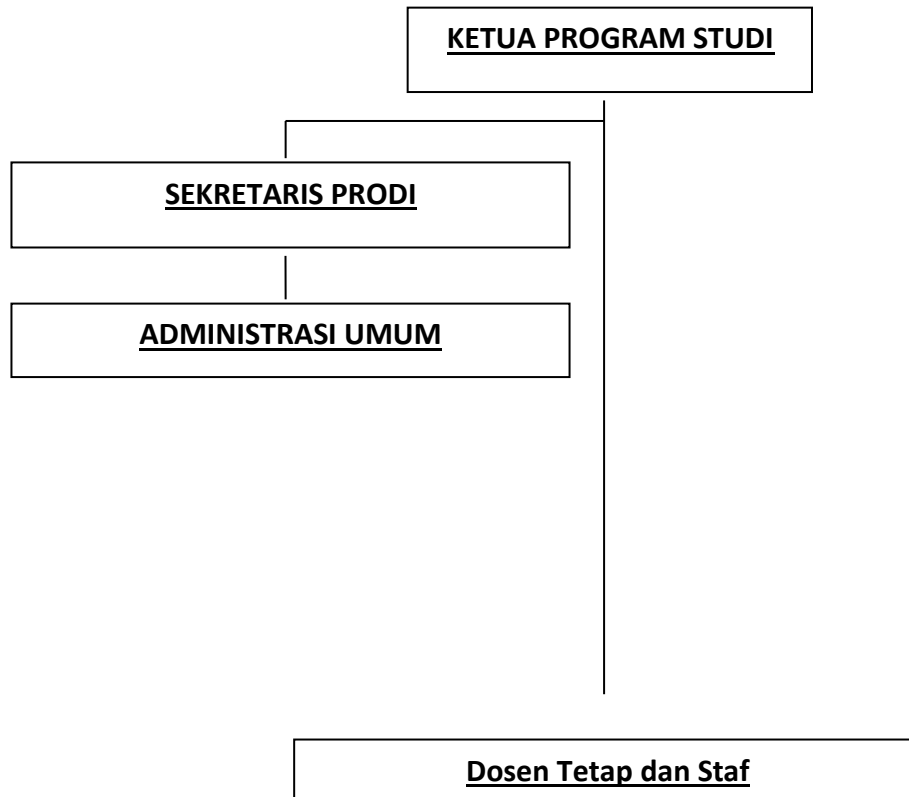 KETUA PROGRAM STUDI
SEKRETARIS PRODI
ADMINISTRASI UMUM
Dosen Tetap dan Staf